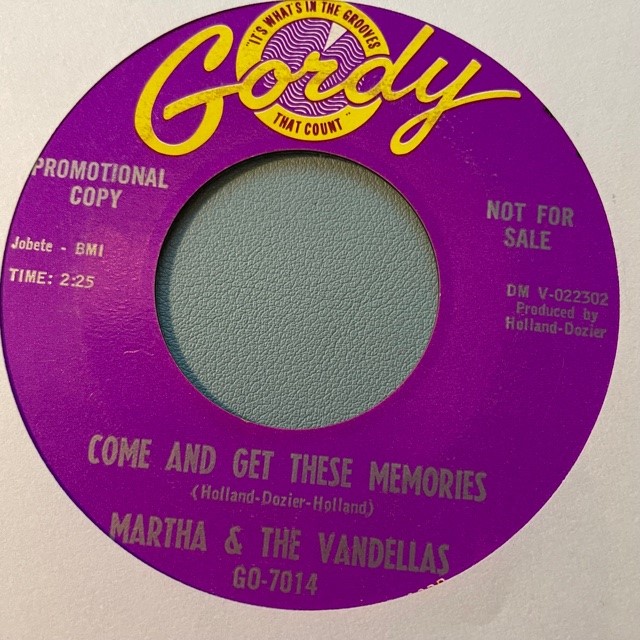 "IT'S WHAT'S IN THE GROOVES
Gordy
THAT COUNT"
PROMOTIONAL
COPY
NOT FOR
SALE
Jobete - BMI
TIME: 2:25
DM V-022302
Produced by
Holland-Dozier
COME AND GET THESE MEMORIES
(Holland-Dozier-Holland)
MARTHA & THE VANDELLAS
GO-7014